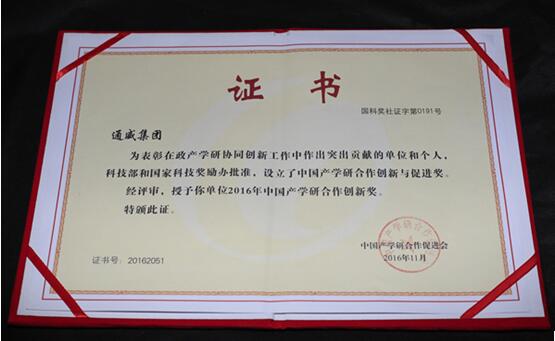 证书
国科奖社证字第0191号
通威集团
为表彰在政产学研协同创新工作中作出突出贡献的单位和个人,
科技部和国家科技奖励办批准，设立了中国产学研合作创新与促进奖。
经评审，授予你单位2016年中国产学研合作创新奖。
特颁此证。
中国产学研合作促进会
2016年11月
证书号：20162051